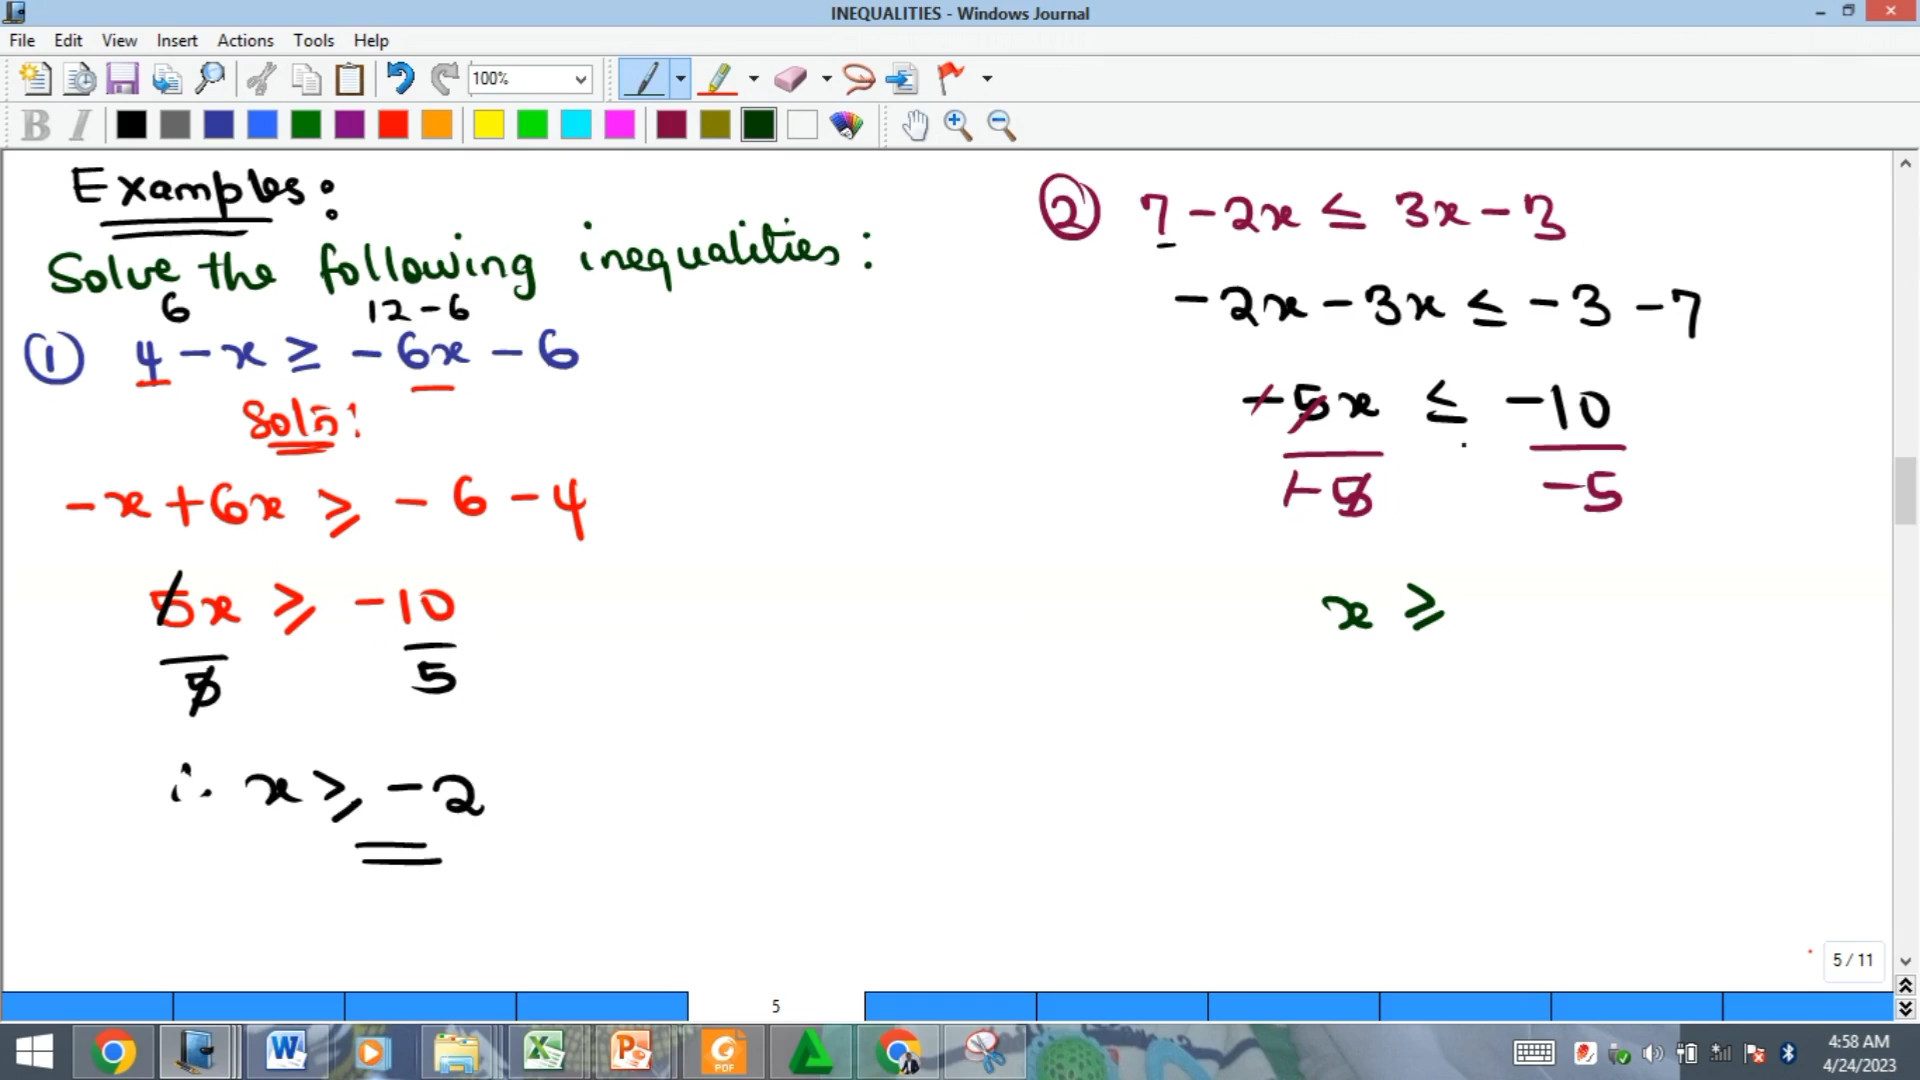 INEQUALITIES - Windows Journal
File Edit View Insert Actions Tools Help
100%
B I
Examples:
Solve the following inequalities:
6 12-6
① 4 - x ≥ - 6x - 6
Soln:
-x + 6x ≥ - 6 - 4
5x ≥ -10
5 5
∴ x ≥ -2
② 7 - 2x ≤ 3x - 3
-2x - 3x ≤ -3 - 7
-5x ≤ -10
-5 -5
x ≥
5 / 11
5
4:58 AM
4/24/2023
W
X
P
G
PDF